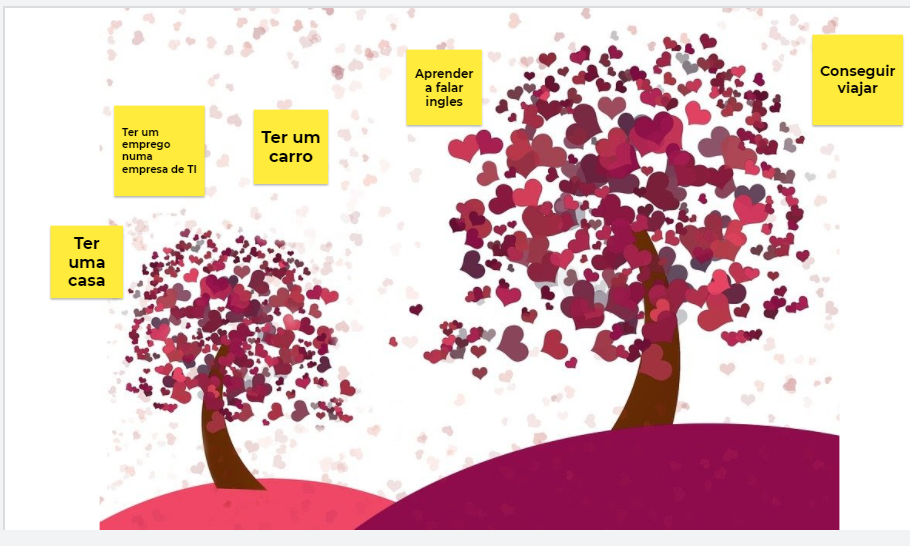 Ter
uma
casa
Ter um
emprego
numa
empresa de TI
Ter um
carro
Aprender
a falar
ingles
Conseguir
viajar